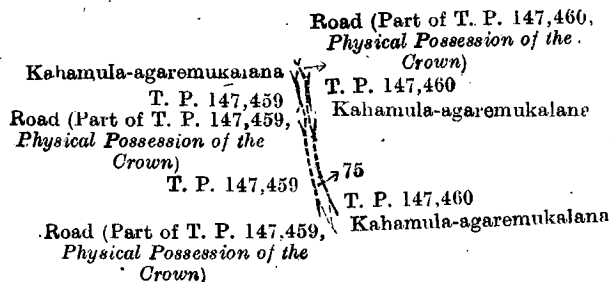 Road (Part of T. P. 147,460,
Physical Possession of the
Crown)
Kahamula-agaremukalana
T. P. 147,460
T. P. 147,459
Kahamula-agaremukalane
Road (Part of T. P. 147,459,
Physical Possession of the
Crown)
75
T. P. 147,459
T. P. 147,460
Kahamula-agaremukalana
Road (Part of T. P. 147,459,
Physical Possession of the
Crown)